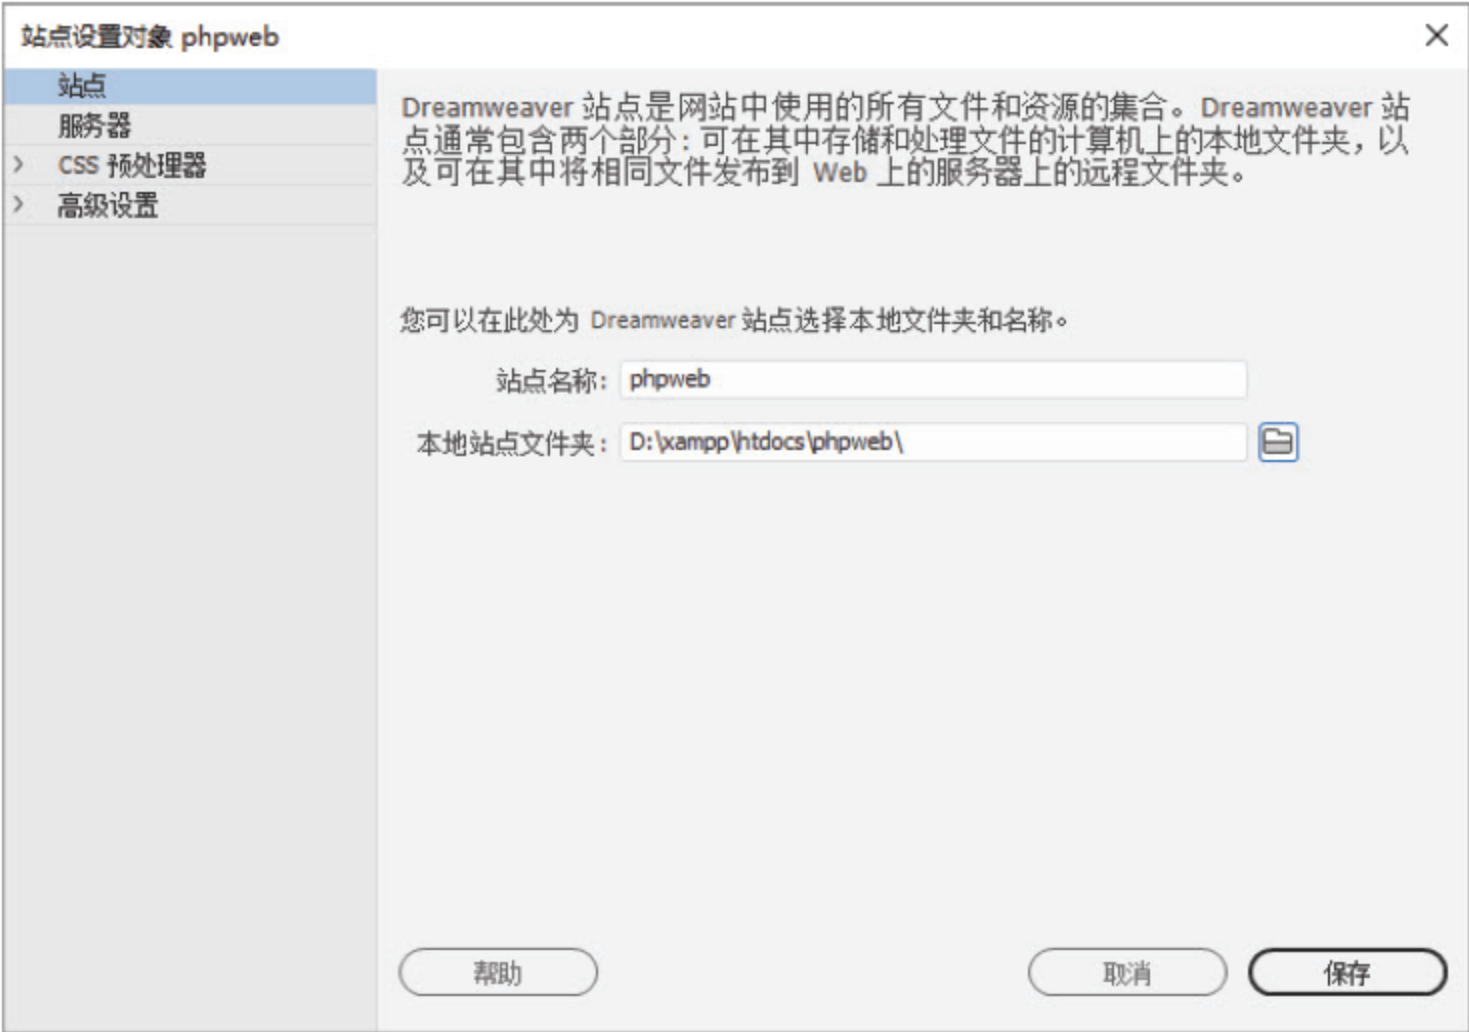 站点设置对象 phpweb
站点
服务器
CSS 预处理器
高级设置
Dreamweaver 站点是网站中使用的所有文件和资源的集合。Dreamweaver 站
点通常包含两个部分：可在其中存储和处理文件的计算机上的本地文件夹，以
及可在其中将相同文件发布到 Web 上的服务器上的远程文件夹。
您可以在此处为 Dreamweaver 站点选择本地文件夹和名称。
站点名称： phpweb
本地站点文件夹： D:\xampp\htdocs\phpweb\
帮助 取消 保存